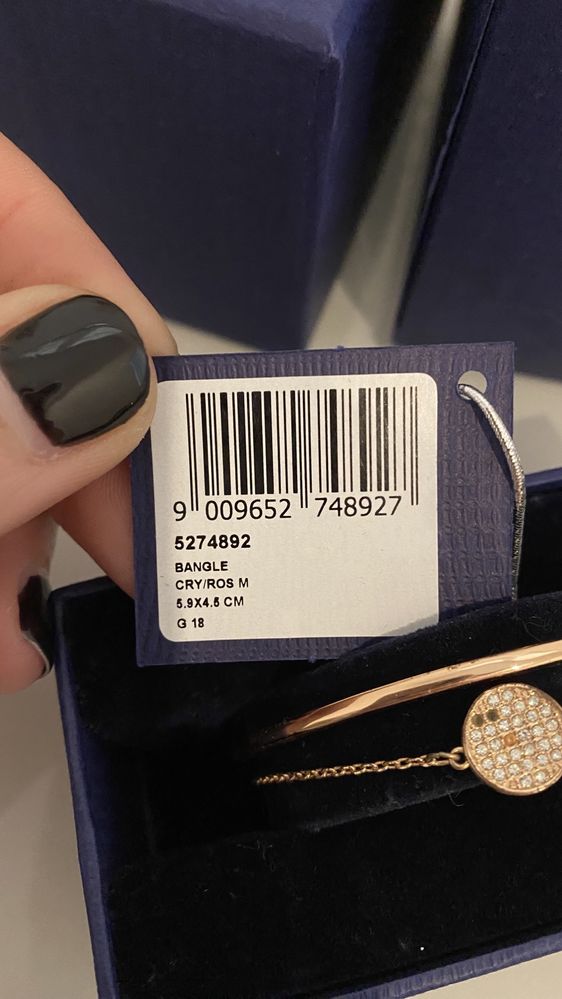 9 009652 748927
5274892
BANGLE
CRY/ROS M
5.9X4.5 CM
G 18